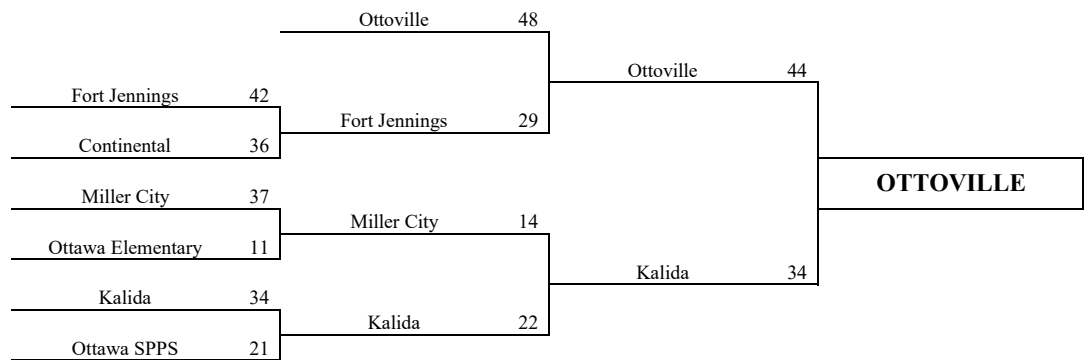 Ottoville 48
Ottoville 44
Fort Jennings 42
Fort Jennings 29
Continental 36
OTTOVILLE
Miller City 37
Miller City 14
Ottawa Elementary 11
Kalida 34
Kalida 34
Kalida 22
Ottawa SPPS 21